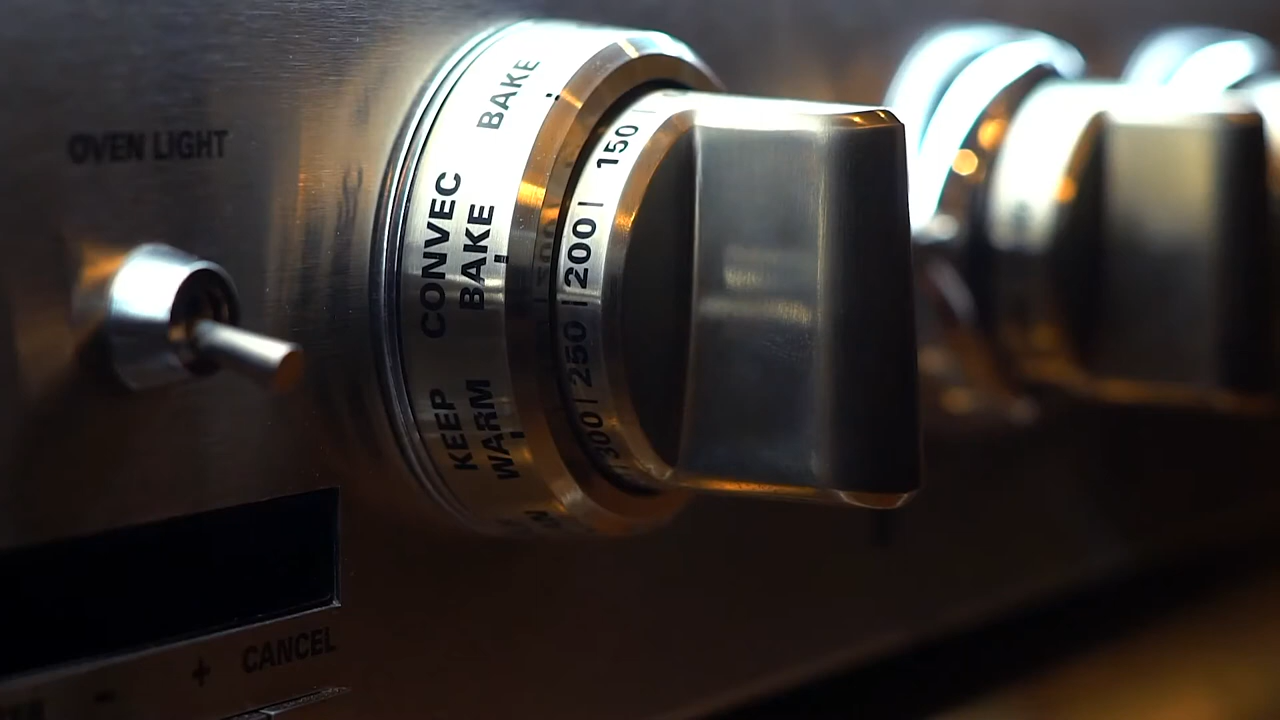 OVEN LIGHT
BAKE
CONVEC
BAKE
KEEP
WARM
150
200
250
300
+
-
CANCEL